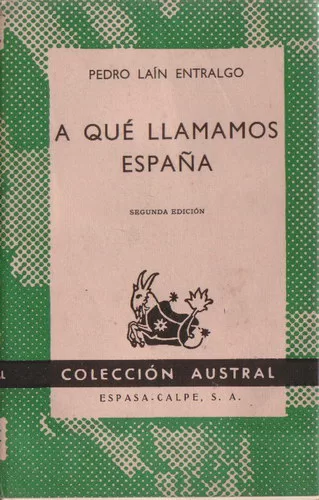 PEDRO LAÍN ENTRALGO
A QUÉ LLAMAMOS
ESPAÑA
SEGUNDA EDICIÓN
L
COLECCIÓN AUSTRAL
ESPASA-CALPE, S. A.